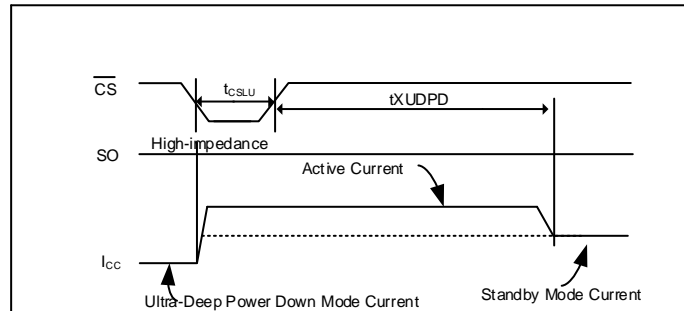 CS
tCSLU
tXUDPD
High-impedance
SO
Active Current
ICC
Ultra-Deep Power Down Mode Current
Standby Mode Current